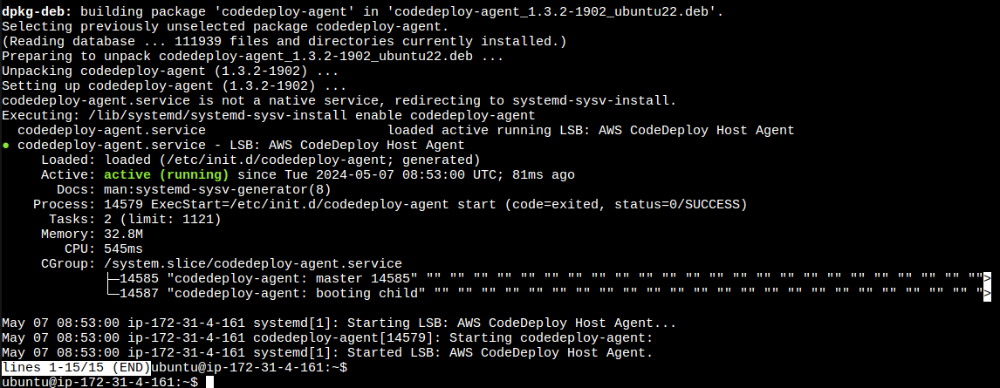 dpkg-deb: building package 'codedeploy-agent' in 'codedeploy-agent_1.3.2-1902_ubuntu22.deb'.
Selecting previously unselected package codedeploy-agent.
(Reading database ... 111939 files and directories currently installed.)
Preparing to unpack codedeploy-agent_1.3.2-1902_ubuntu22.deb ...
Unpacking codedeploy-agent (1.3.2-1902) ...
Setting up codedeploy-agent (1.3.2-1902) ...
codedeploy-agent.service is not a native service, redirecting to systemd-sysv-install.
Executing: /lib/systemd/systemd-sysv-install enable codedeploy-agent
  codedeploy-agent.service                       loaded active running LSB: AWS CodeDeploy Host Agent
● codedeploy-agent.service - LSB: AWS CodeDeploy Host Agent
     Loaded: loaded (/etc/init.d/codedeploy-agent; generated)
     Active: active (running) since Tue 2024-05-07 08:53:00 UTC; 81ms ago
       Docs: man:systemd-sysv-generator(8)
    Process: 14579 ExecStart=/etc/init.d/codedeploy-agent start (code=exited, status=0/SUCCESS)
      Tasks: 2 (limit: 1121)
     Memory: 32.8M
        CPU: 545ms
     CGroup: /system.slice/codedeploy-agent.service
             ├─14585 "codedeploy-agent: master 14585" "" "" "" "" "" "" "" "" "" "" "" "" "" "" "" "" "" "" "" "" "" "" "" "">
             └─14587 "codedeploy-agent: booting child" "" "" "" "" "" "" "" "" "" "" "" "" "" "" "" "" "" "" "" "" "" "" "" ">

May 07 08:53:00 ip-172-31-4-161 systemd[1]: Starting LSB: AWS CodeDeploy Host Agent...
May 07 08:53:00 ip-172-31-4-161 codedeploy-agent[14579]: Starting codedeploy-agent:
May 07 08:53:00 ip-172-31-4-161 systemd[1]: Started LSB: AWS CodeDeploy Host Agent.
lines 1-15/15 (END)ubuntu@ip-172-31-4-161:~$
ubuntu@ip-172-31-4-161:~$